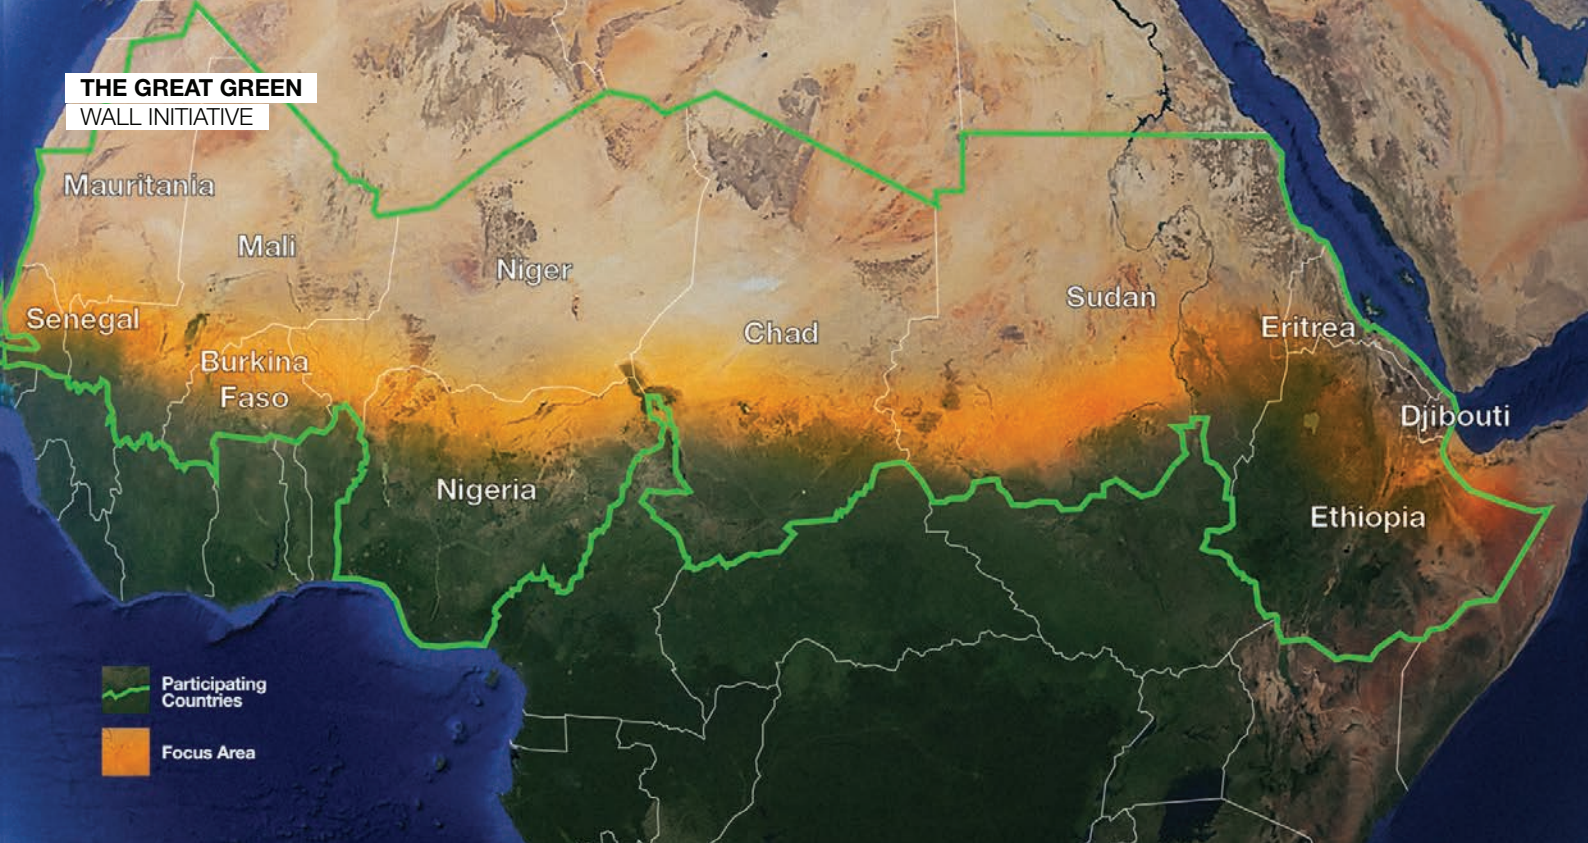 THE GREAT GREEN
WALL INITIATIVE
Mauritania
Mali
Niger
Senegal
Burkina
Faso
Chad
Sudan
Eritrea
Djibouti
Nigeria
Ethiopia
Participating
Countries
Focus Area